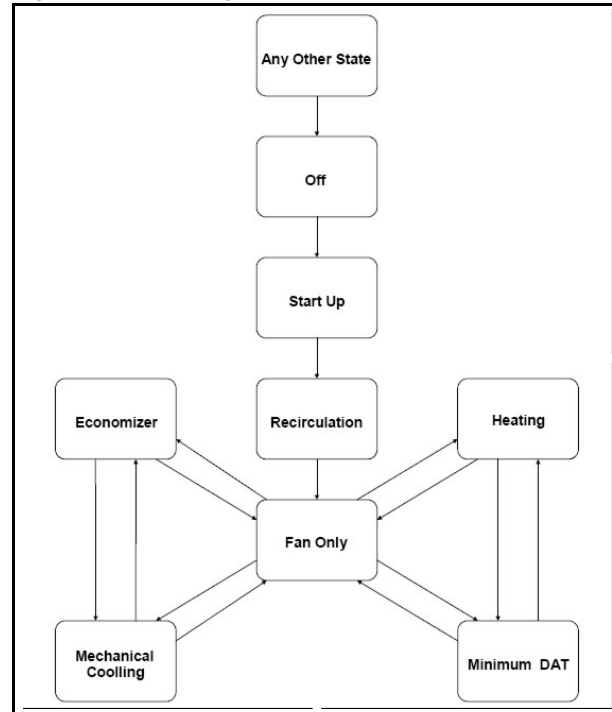 Any Other State
Off
Start Up
Economizer
Recirculation
Heating
Fan Only
Mechanical
Coolling
Minimum DAT